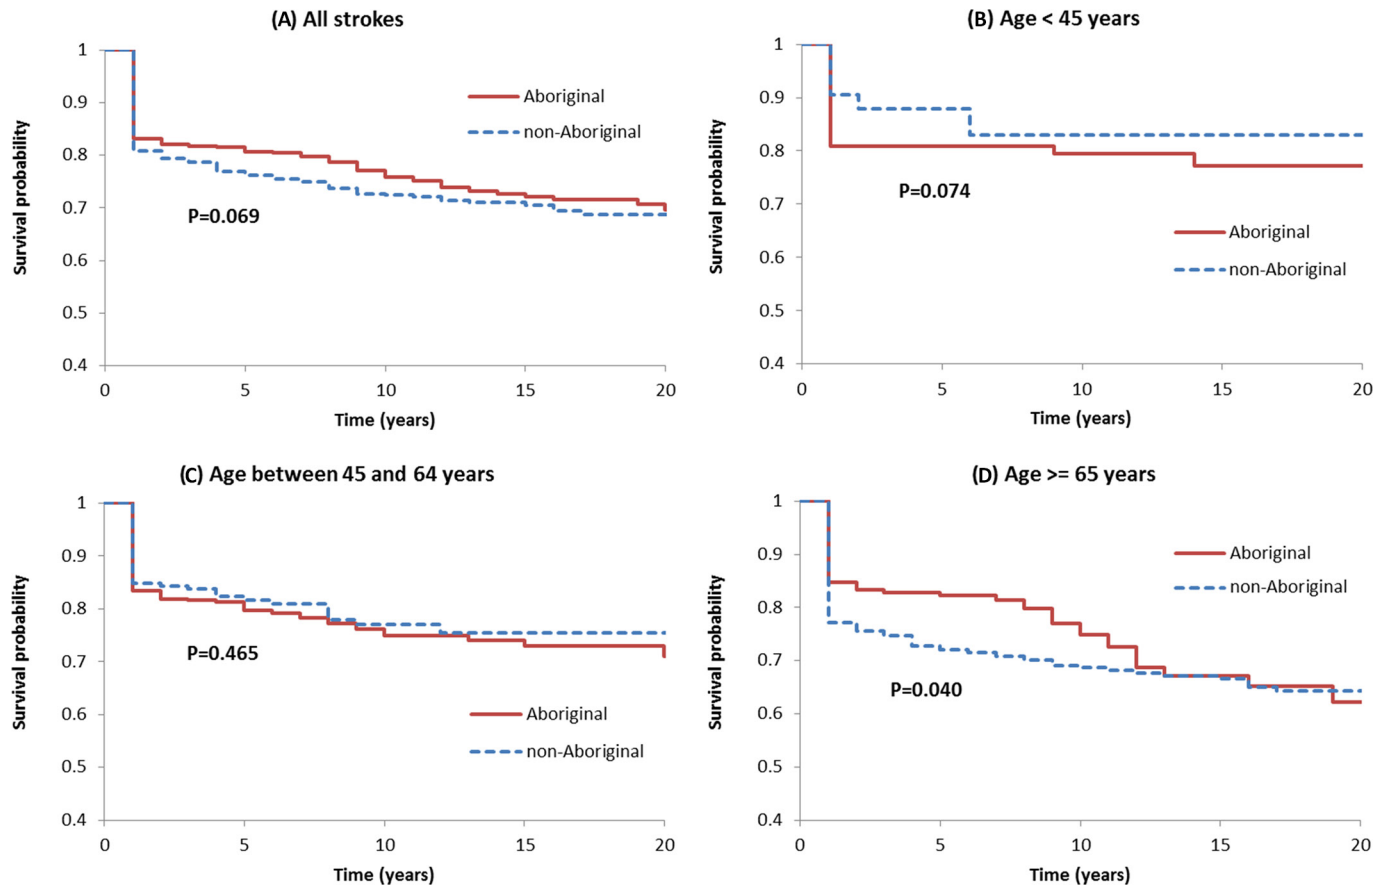 (A) All strokes
1
0.9
0.8
0.7
0.6
0.5
0.4
0
5
10
15
20
Survival probability
Time (years)
Aboriginal
non-Aboriginal
P=0.069
(B) Age < 45 years
1
0.9
0.8
0.7
0.6
0.5
0.4
0
5
10
15
20
Survival probability
Time (years)
P=0.074
Aboriginal
non-Aboriginal
(C) Age between 45 and 64 years
1
0.9
0.8
0.7
0.6
0.5
0.4
0
5
10
15
20
Survival probability
Time (years)
P=0.465
Aboriginal
non-Aboriginal
(D) Age >= 65 years
1
0.9
0.8
0.7
0.6
0.5
0.4
0
5
10
15
20
Survival probability
Time (years)
Aboriginal
non-Aboriginal
P=0.040